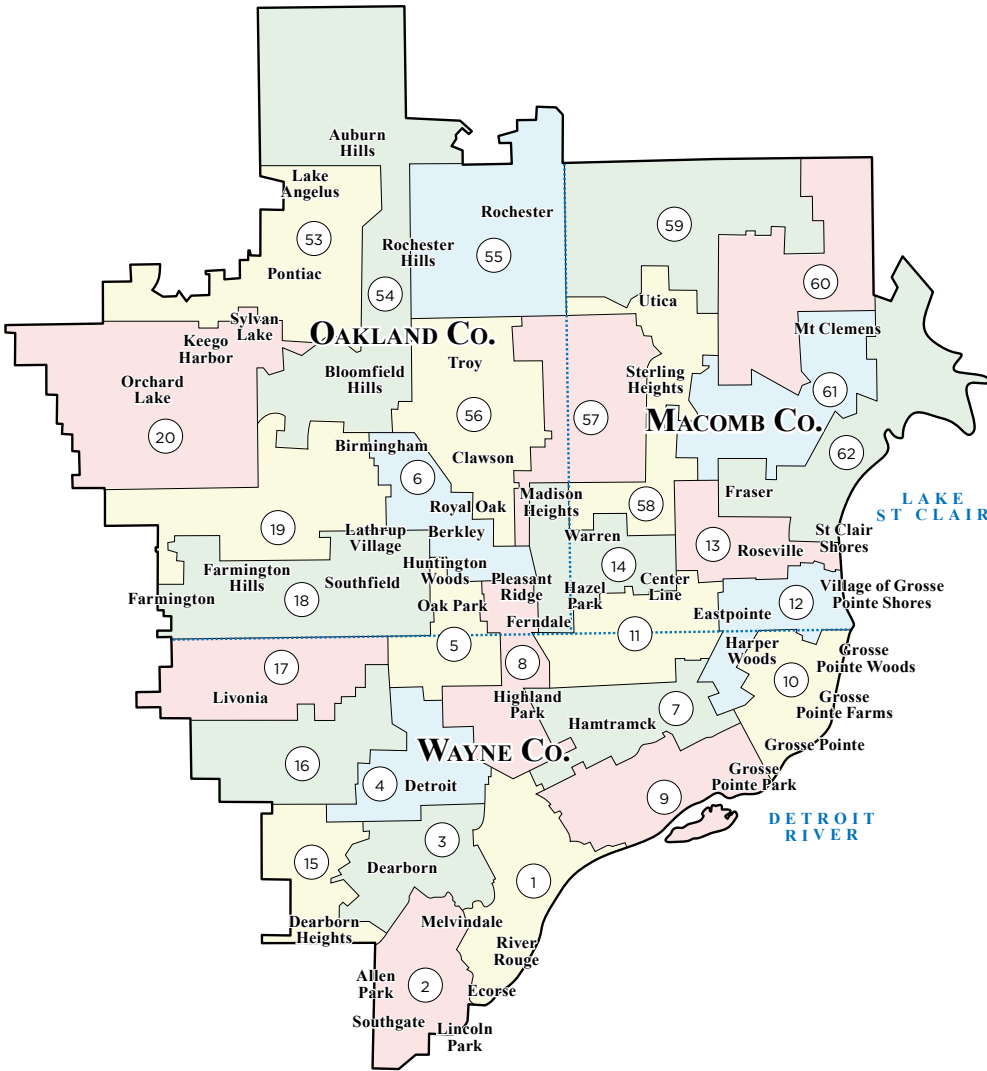 Auburn
Hills
Lake
Angelus
Rochester
59
53
Rochester
Hills
55
Pontiac
60
54
Utica
Sylvan
Lake
Mt Clemens
OAKLAND CO.
Keego
Harbor
Troy
Sterling
Heights
Bloomfield
Hills
Orchard
Lake
61
56
57
MACOMB CO.
20
Birmingham
62
Clawson
6
Fraser
Madison
Heights
LAKE
ST CLAIR
58
Royal Oak
19
Lathrup
Village
Berkley
Warren
St Clair
Shores
13
Roseville
Huntington
Woods
14
Farmington
Hills
Southfield
Pleasant
Ridge
Hazel
Park
Center
Line
Village of Grosse
Pointe Shores
Farmington
18
12
Oak Park
Eastpointe
Ferndale
11
5
Harper
Woods
Grosse
Pointe Woods
17
8
10
Livonia
Highland
Park
Grosse
Pointe Farms
7
Hamtramck
WAYNE CO.
Grosse Pointe
16
Grosse
Pointe Park
4
Detroit
9
DETROIT
RIVER
3
15
Dearborn
1
Dearborn
Heights
Melvindale
River
Rouge
Allen
Park
2
Ecorse
Southgate
Lincoln
Park